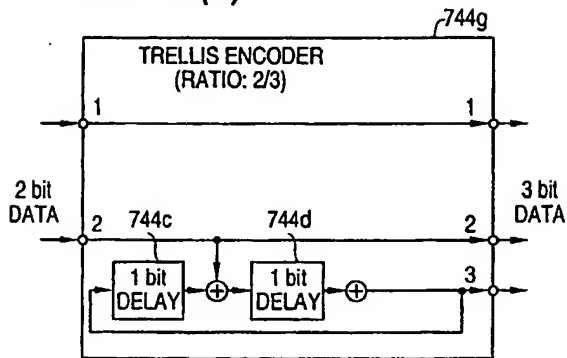 744g
TRELLIS ENCODER
(RATIO: 2/3)
1
1
2 bit
DATA
3 bit
DATA
2
744c
744d
2
1 bit
DELAY
1 bit
DELAY
3